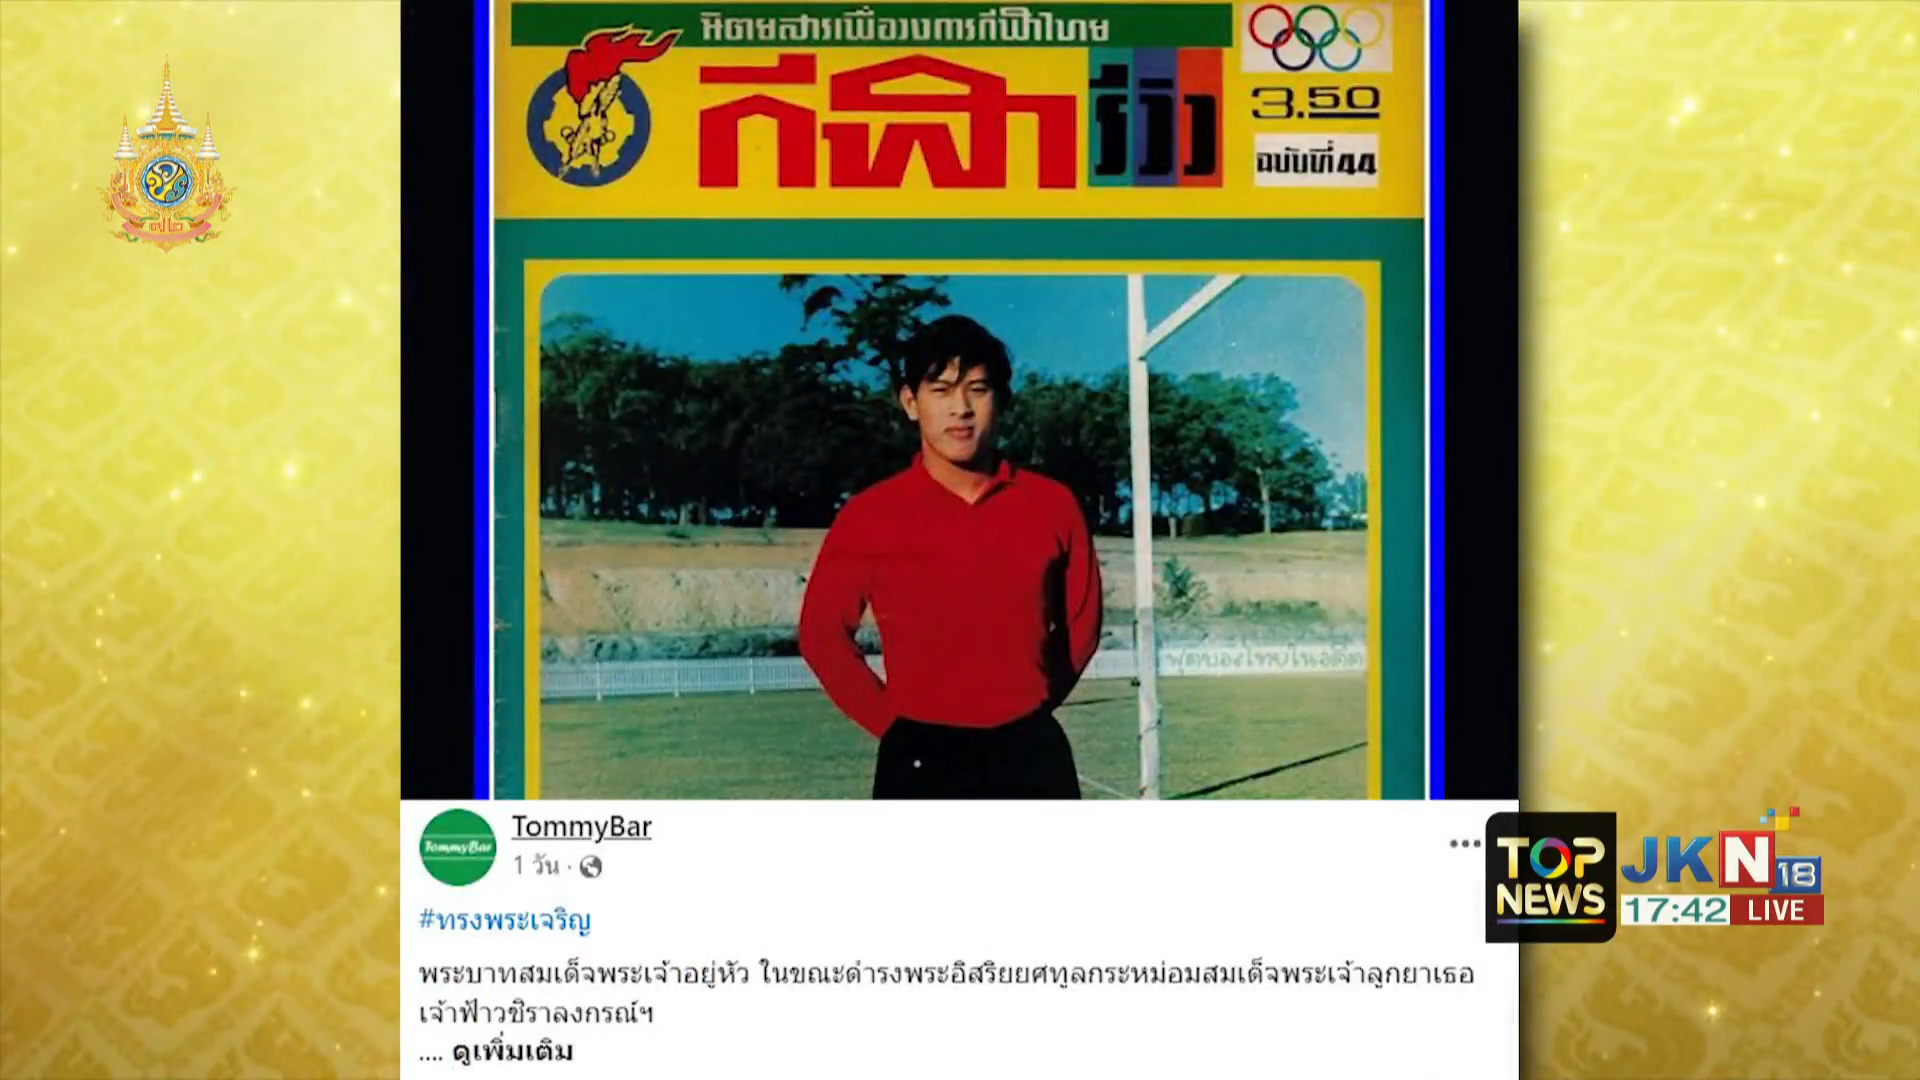 นิตยสารเพื่อวงการกีฬาไทย
กีฬา
3.50
ฉบับที่ 44
ฟุตบอลไทยในอดีต
TommyBar
TommyBar
1 วัน ·
#ทรงพระเจริญ
พระบาทสมเด็จพระเจ้าอยู่หัว ในขณะดำรงพระอิสริยยศทูลกระหม่อมสมเด็จพระเจ้าลูกยาเธอ
เจ้าฟ้าวชิราลงกรณ์ฯ
.... ดูเพิ่มเติม
TOP
NEWS
JKN18
17:42 LIVE